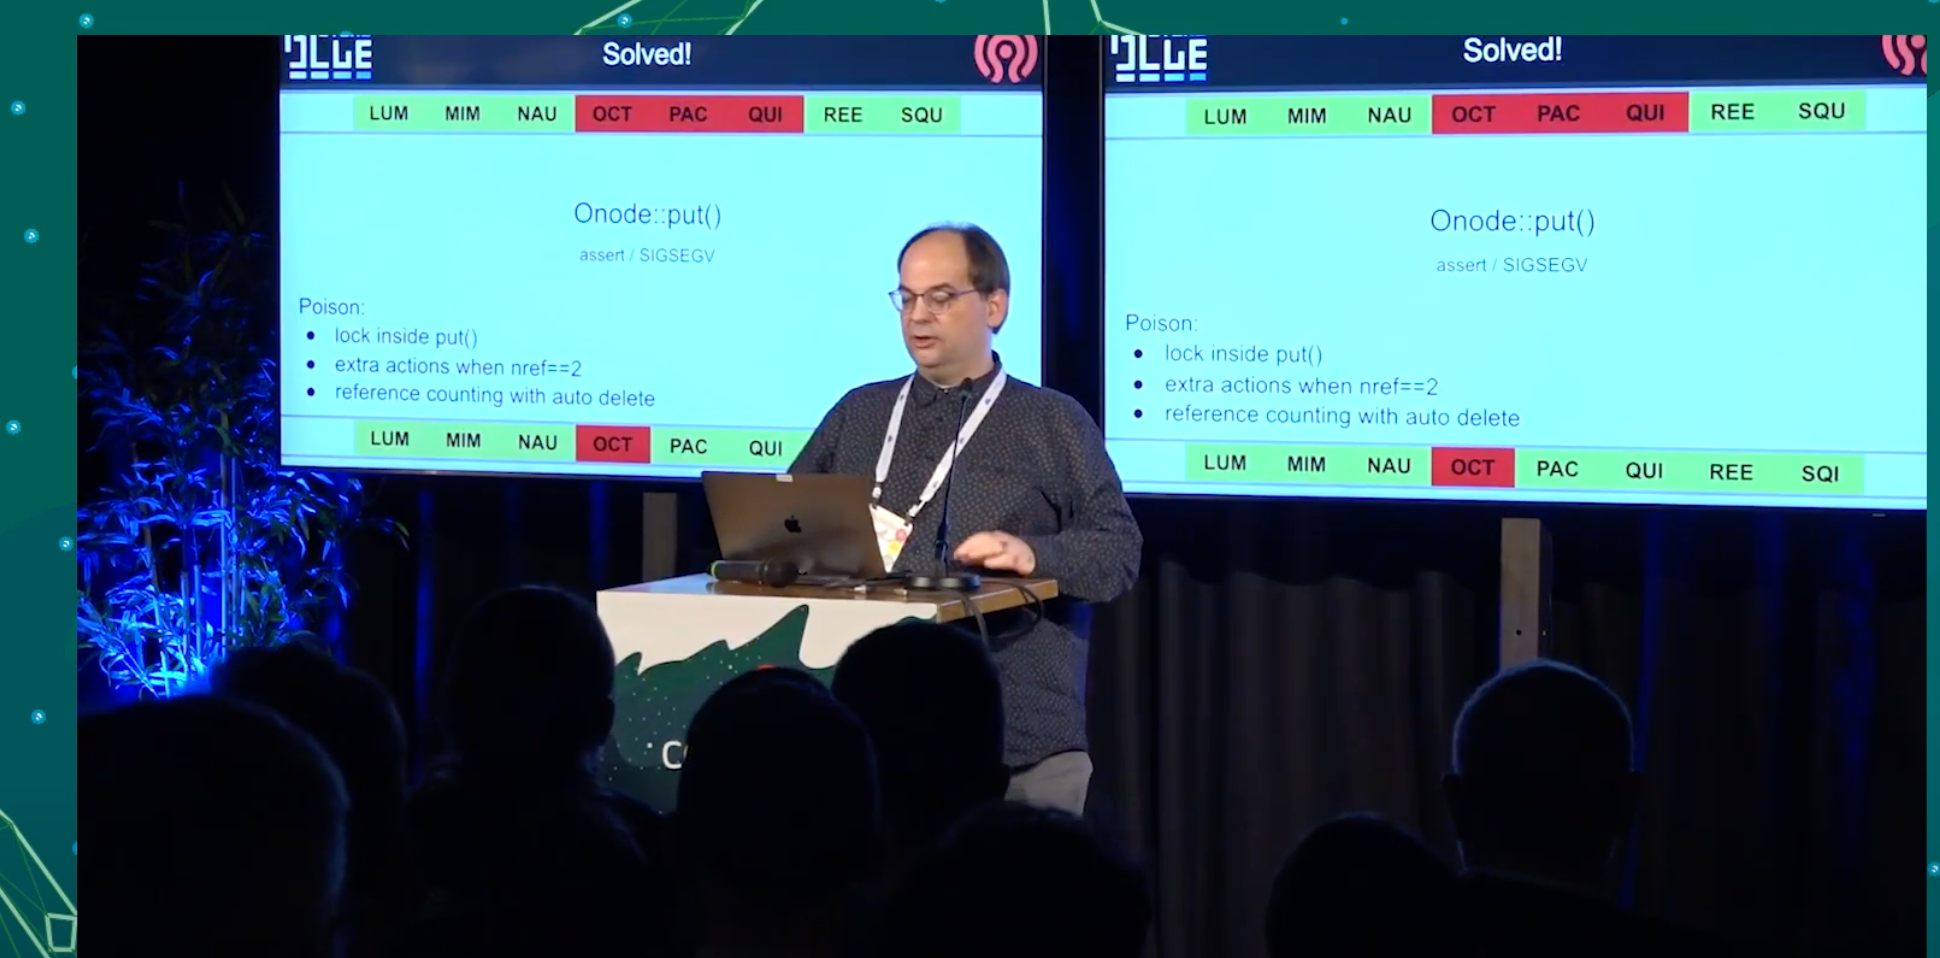 Solved!
LUM MIM NAU OCT PAC QUI REE SQU
Onode::put()
assert / SIGSEGV
Poison:
● lock inside put()
● extra actions when nref==2
● reference counting with auto delete
LUM MIM NAU OCT PAC QUI
Solved!
LUM MIM NAU OCT PAC QUI REE SQU
Onode::put()
assert / SIGSEGV
Poison:
● lock inside put()
● extra actions when nref==2
● reference counting with auto delete
LUM MIM NAU OCT PAC QUI REE SQI